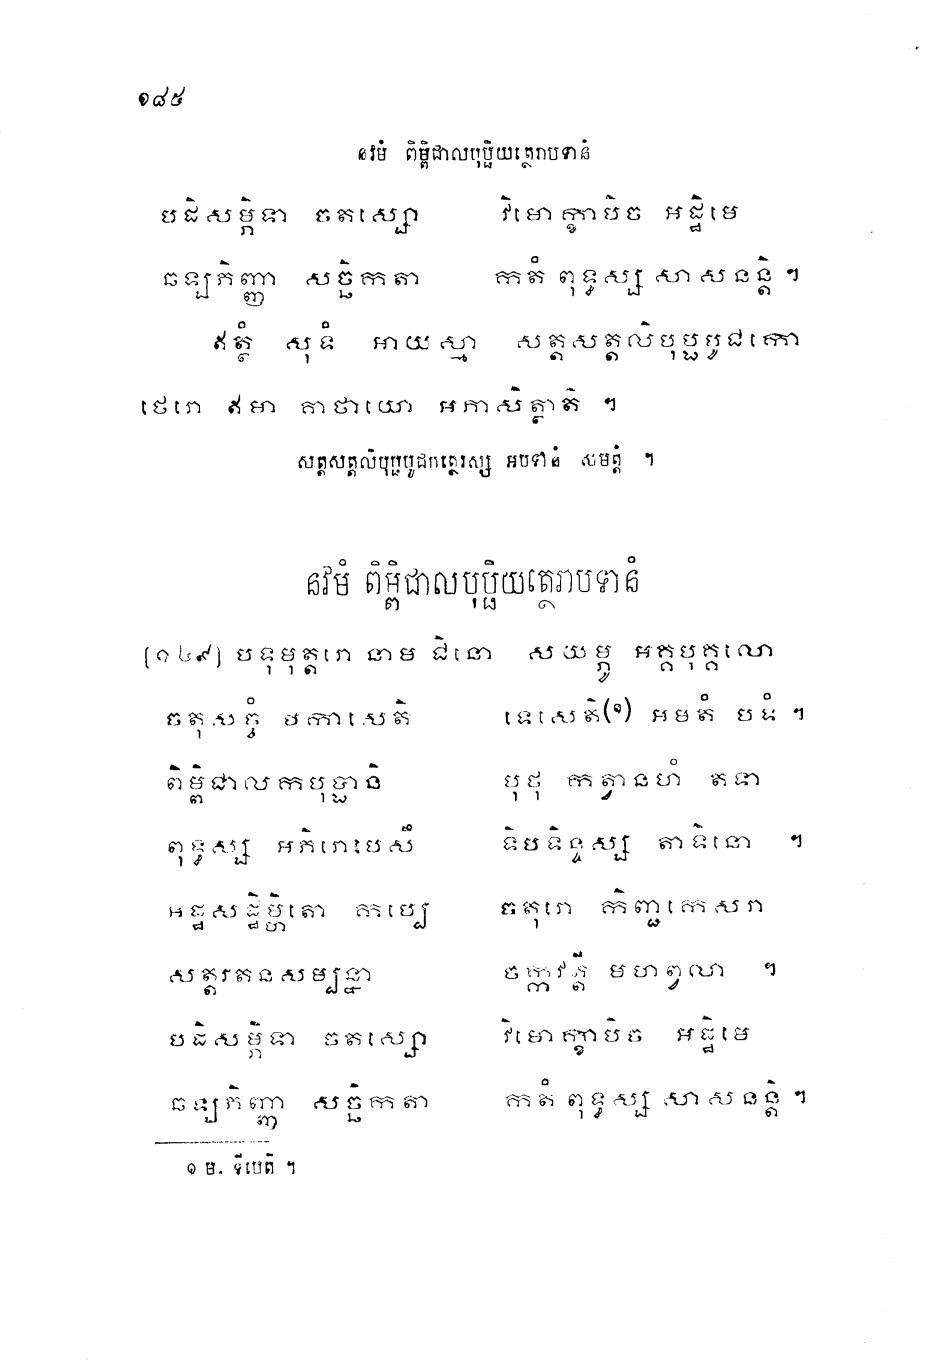 ១៨៥
នវមំ ពិម្ពិជាលបុប្ផិយត្ថេរាបទានំ
បដិសម្ភិទា ចតស្សោ វិមោក្ខាបិច អដ្ឋិមេ
ឆឡភិញ្ញា សច្ឆិកតា កតំ ពុទ្ធស្ស សាសនន្តិ ។
ឥត្ថំ សុទំ អាយស្មា សត្តសត្តលិបុប្ផបូជកោ
ថេរោ ឥមា គាថាយោ អភាសិត្ថាតិ ។
សត្តសត្តលិបុប្ផបូជកត្ថេរស្ស អបទានំ សមត្តំ ។
នវមំ ពិម្ពិជាលបុប្ផិយត្ថេរាបទានំ
[១៤៩] បទុមុត្តរោ នាម ជិនោ សយម្ភូ អគ្គបុគ្គលោ
ចតុសច្ចំ បកាសេតិ ទេសេតិ(១) អមតំ បទំ ។
ពិម្ពិជាលកបុប្ផានិ បុថុ កត្វានហំ តទា
ពុទ្ធស្ស អភិរោបេសឹ ទិបទិន្ទស្ស តាទិនោ ។
អដ្ឋសដ្ឋិម្ហិតោ កប្បេ ចតុរោ កិញ្ជកេសរា
សត្តរតនសម្បន្នា ចក្កវត្តី មហាព្វលា ។
បដិសម្ភិទា ចតស្សោ វិមោក្ខាបិច អដ្ឋិមេ
ឆឡភិញ្ញា សច្ឆិកតា កតំ ពុទ្ធស្ស សាសនន្តិ ។
១ ម. ទីបេតិ ។